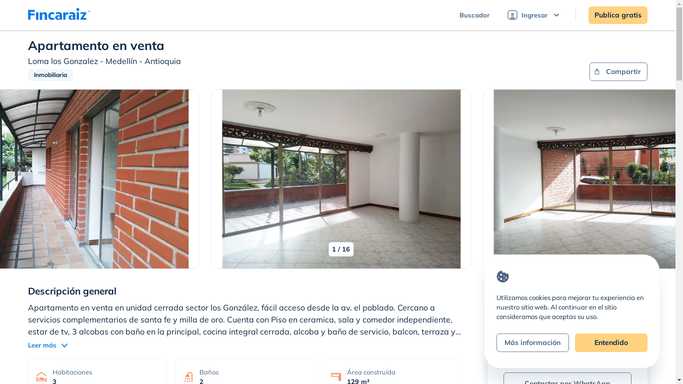 Fincaraiz
Buscador
Ingresar
Publica gratis
Apartamento en venta
Loma los Gonzalez - Medellín - Antioquia
Inmobiliaria
Compartir
1 / 16
Descripción general
Apartamento en venta en unidad cerrada sector los González, fácil acceso desde la av. el poblado. Cercano a
servicios complementarios de santa fe y milla de oro. Cuenta con Piso en ceramica, sala y comedor independiente,
estar de tv, 3 alcobas con baño en la principal, cocina integral cerrada, alcoba y baño de servicio, balcon, terraza y...
Leer más
Habitaciones
3
Baños
2
Área construida
129 m²
Utilizamos cookies para mejorar tu experiencia en
nuestro sitio web. Al continuar en el sitio
consideramos que aceptas su uso.
Más información
Entendido
Contactar por WhatsApp